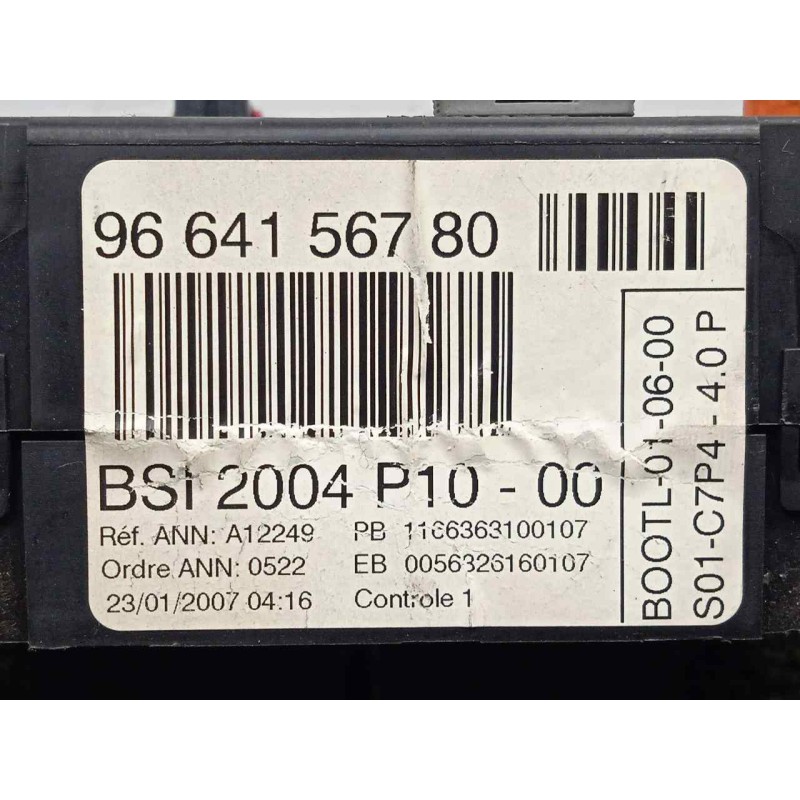 96 641 567 80
BSI 2004 P10 - 00
Réf. ANN: A12249 PB 1166363100107
Ordre ANN: 0522 EB 0056326160107
23/01/2007 04:16 Controle 1
BOOTL-01-06-00
S01-C7P4 - 4.0 P